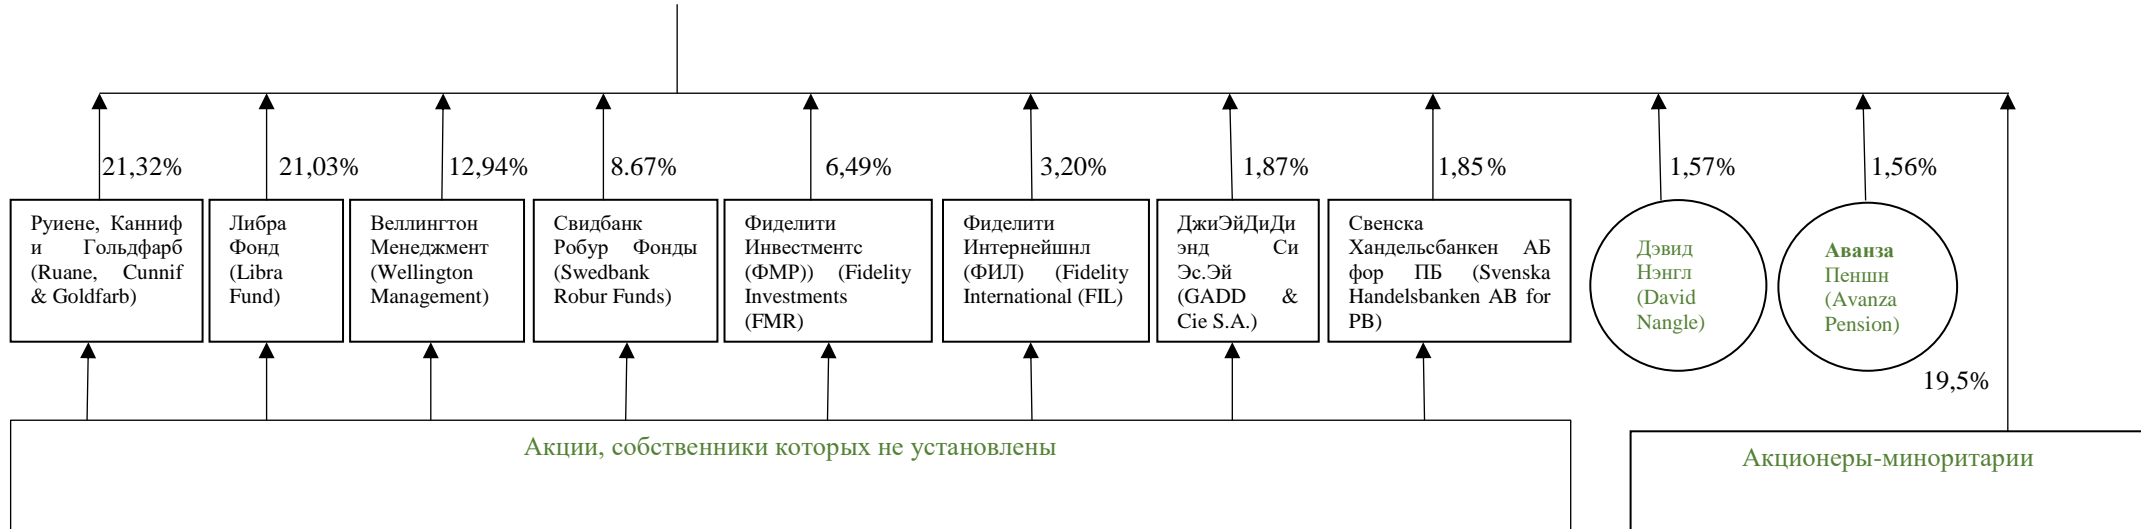 21,32%
21,03%
12,94%
8.67%
6,49%
3,20%
1,87%
1,85%
1,57%
1,56%
Руиене, Канниф
и Гольдфарб
(Ruane, Cunnif
& Goldfarb)
Либра
Фонд
(Libra
Fund)
Веллингтон
Менеджмент
(Wellington
Management)
Свидбанк
Робур Фонды
(Swedbank
Robur Funds)
Фиделити
Инвестментс
(ФМР)) (Fidelity
Investments
(FMR)
Фиделити
Интернейшнл
(ФИЛ) (Fidelity
International (FIL)
ДжиЭйДиДи
энд Си
Эс.Эй
(GADD &
Cie S.A.)
Свенска
Хандельсбанкен АБ
фор ПБ (Svenska
Handelsbanken AB for
PB)
Дэвид
Нэнгл
(David
Nangle)
Аванза
Пеншн
(Avanza
Pension)
19,5%
Акции, собственники которых не установлены
Акционеры-миноритарии